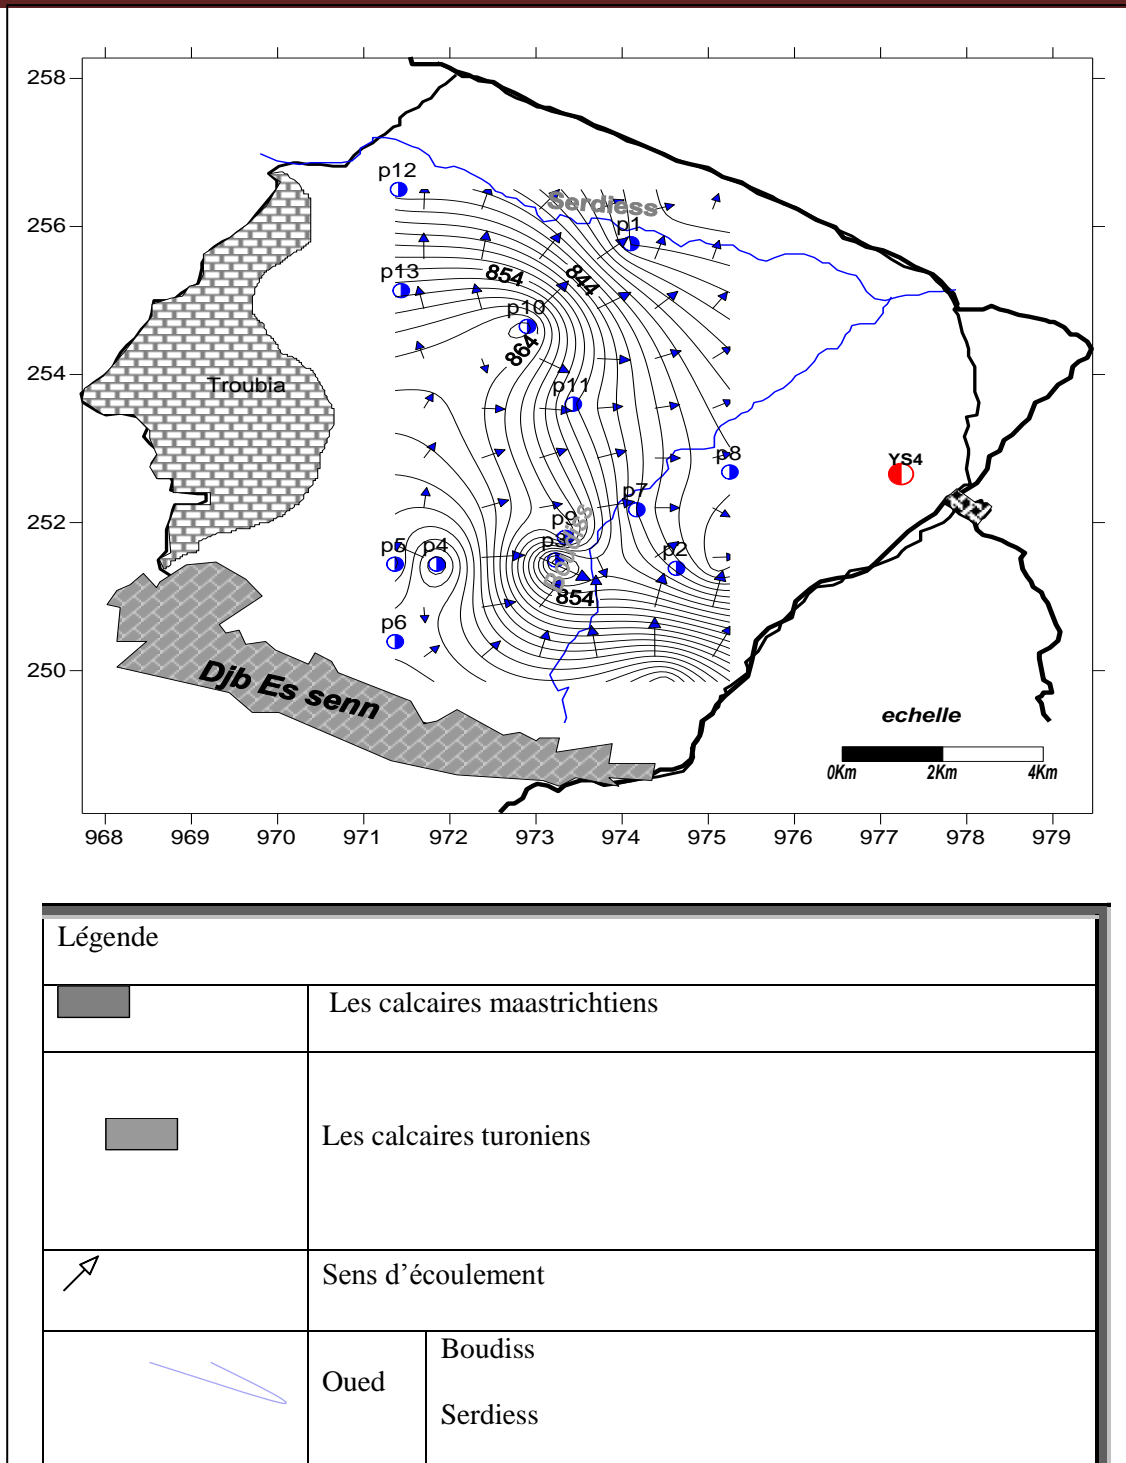 258
256
254
252
250
p12
Serdiess
p1
p13
854
844
p10
864
Troubia
p11
p8
YS4
p7
p9
p5
p4
p3
p2
854
p6
Djb Es senn
echelle
0Km 2Km 4Km
968 969 970 971 972 973 974 975 976 977 978 979
Légende
Les calcaires maastrichtiens
Les calcaires turoniens
Sens d'écoulement
Boudiss
Oued
Serdiess